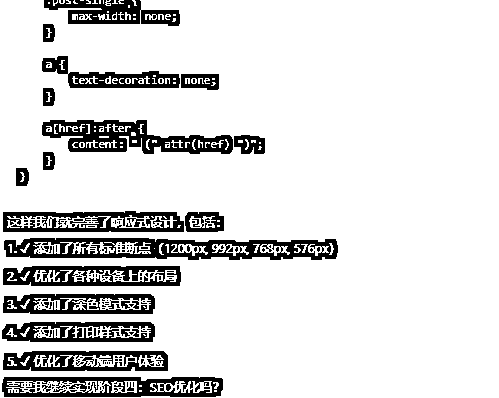 .post-single {
max-width: none;
}
a {
text-decoration: none;
}
a[href]:after {
content: " (" attr(href) ")";
}
}
这样我们就完善了响应式设计，包括：
1. ✓ 添加了所有标准断点（1200px, 992px, 768px, 576px）
2. ✓ 优化了各种设备上的布局
3. ✓ 添加了深色模式支持
4. ✓ 添加了打印样式支持
5. ✓ 优化了移动端用户体验
需要我继续实现阶段四：SEO优化吗？